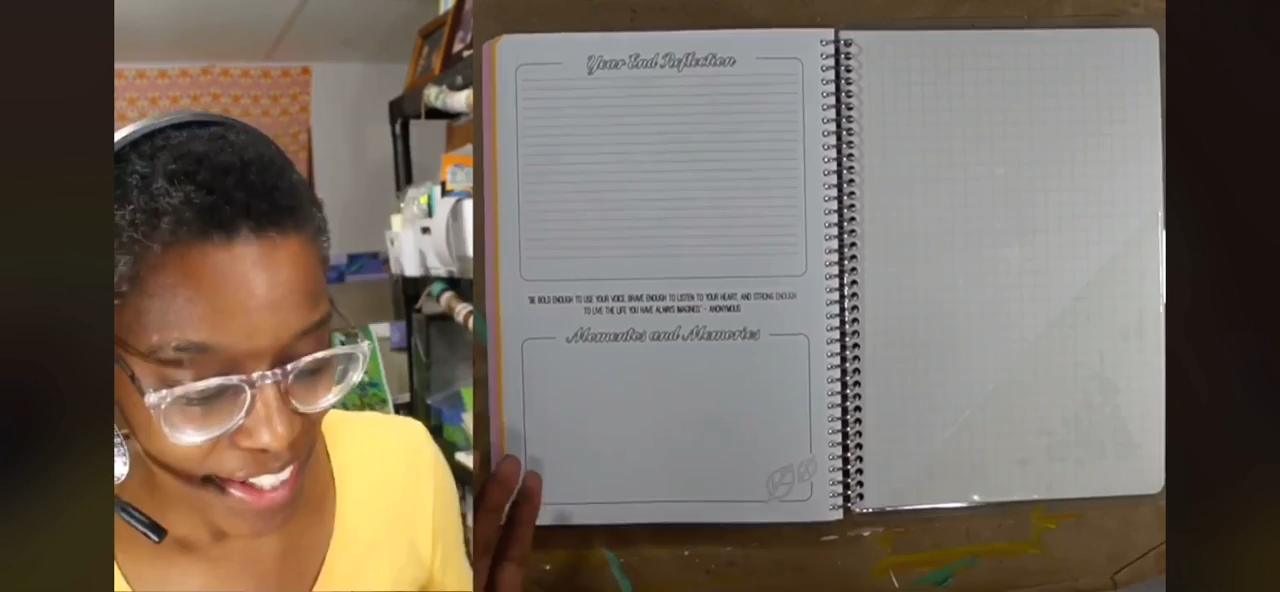 Year End Reflection
"BE BOLD ENOUGH TO USE YOUR VOICE, BRAVE ENOUGH TO LISTEN TO YOUR HEART, AND STRONG ENOUGH
TO LIVE THE LIFE YOU HAVE ALWAYS IMAGINED." - ANONYMOUS
Mementos and Memories